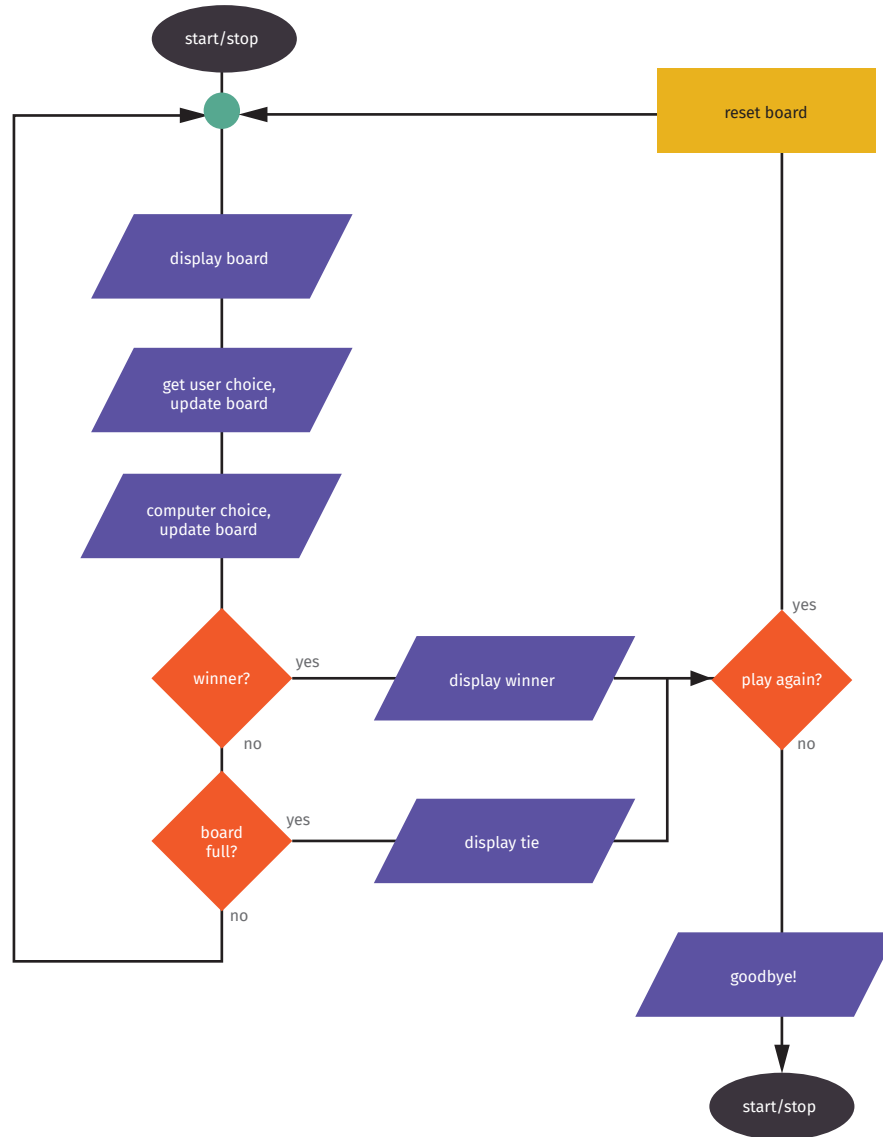 start/stop
reset board
display board
get user choice,
update board
computer choice,
update board
yes
winner?
yes
display winner
play again?
no
no
board
full?
yes
display tie
no
goodbye!
start/stop